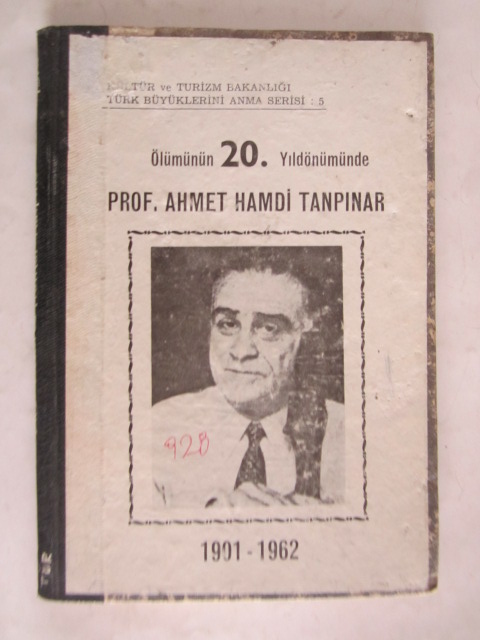 KÜLTÜR ve TURİZM BAKANLIĞI
TÜRK BÜYÜKLERİNİ ANMA SERİSİ : 5
Ölümünün 20. Yıldönümünde
PROF. AHMET HAMDİ TANPINAR
928
1901 - 1962